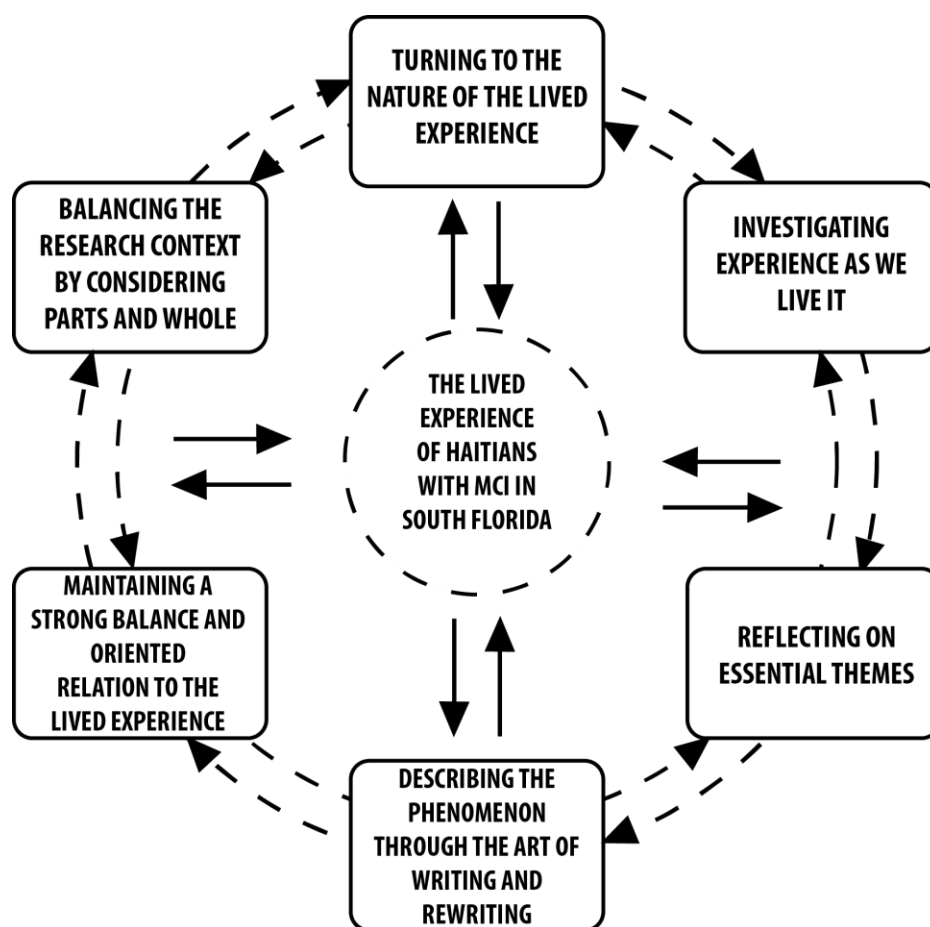 TURNING TO THE
NATURE OF THE LIVED
EXPERIENCE
BALANCING THE
RESEARCH CONTEXT
BY CONSIDERING
PARTS AND WHOLE
INVESTIGATING
EXPERIENCE AS WE
LIVE IT
THE LIVED
EXPERIENCE
OF HAITIANS
WITH MCI IN
SOUTH FLORIDA
MAINTAINING A
STRONG BALANCE AND
ORIENTED
RELATION TO THE
LIVED EXPERIENCE
REFLECTING ON
ESSENTIAL THEMES
DESCRIBING THE
PHENOMENON
THROUGH THE ART OF
WRITING AND
REWRITING